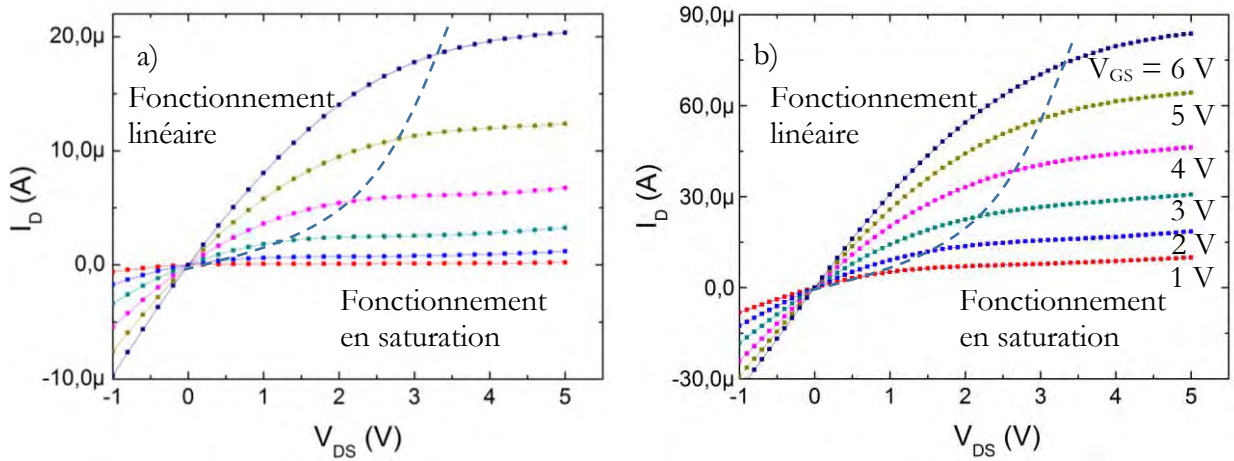 a)
Fonctionnement
linéaire
Fonctionnement
en saturation
20,0µ
10,0µ
0,0
-10,0µ
I_D (A)
-1 0 1 2 3 4 5
V_DS (V)
b)
Fonctionnement
linéaire
V_GS = 6 V
5 V
4 V
3 V
2 V
1 V
Fonctionnement
en saturation
90,0µ
60,0µ
30,0µ
0,0
-30,0µ
I_D (A)
-1 0 1 2 3 4 5
V_DS (V)